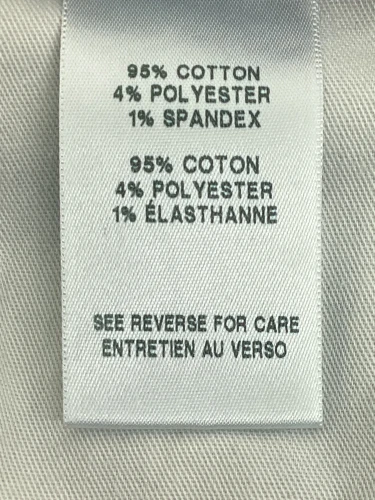 95% COTTON
4% POLYESTER
1% SPANDEX
95% COTON
4% POLYESTER
1% ÉLASTHANNE
SEE REVERSE FOR CARE
ENTRETIEN AU VERSO